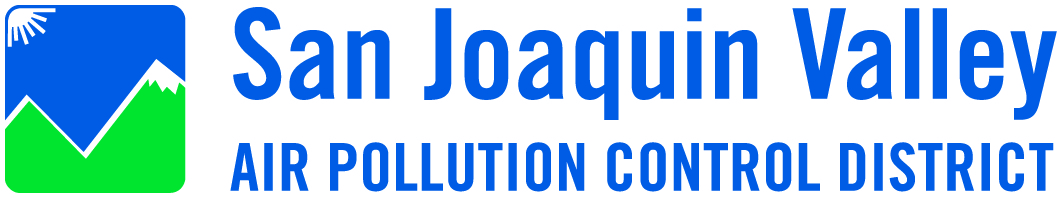 San Joaquin Valley
AIR POLLUTION CONTROL DISTRICT